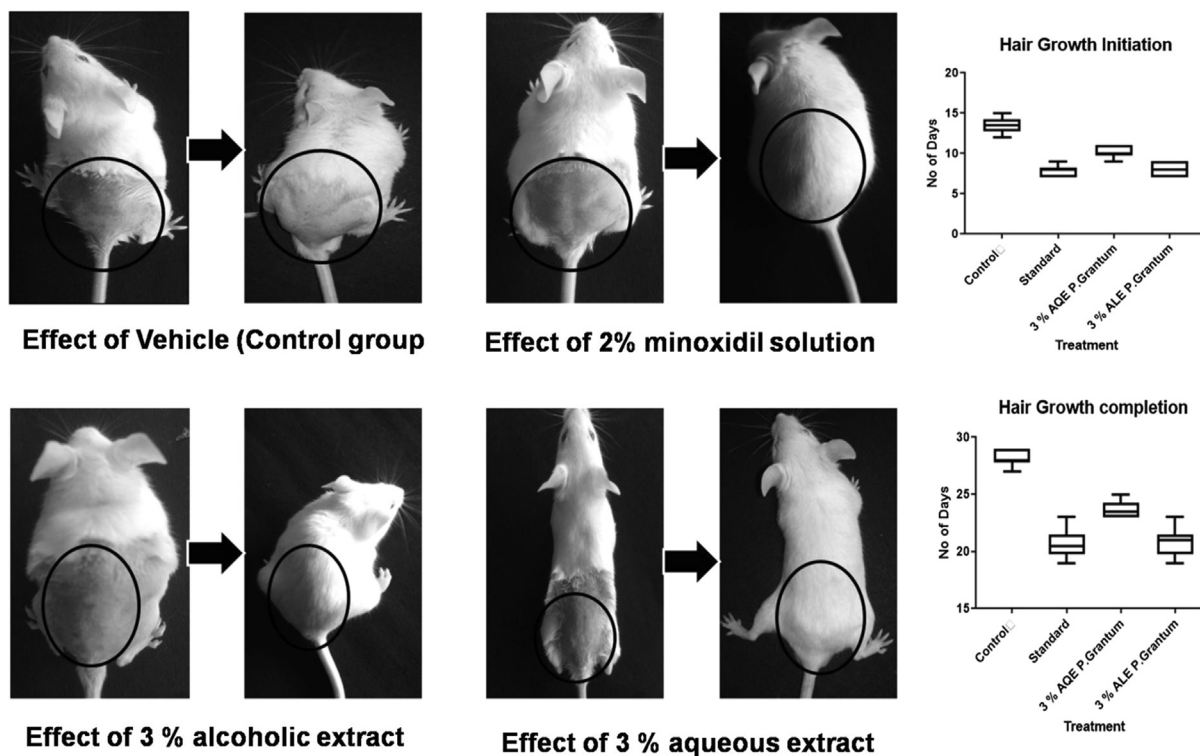 Effect of Vehicle (Control group
Effect of 2% minoxidil solution
Hair Growth Initiation
No of Days
20
15
10
5
0
Control□
Standard
3 % AQE P.Grantum
3 % ALE P.Grantum
Treatment
Effect of 3 % alcoholic extract
Effect of 3 % aqueous extract
Hair Growth completion
No of Days
30
25
20
15
Control□
Standard
3 % AQE P.Grantum
3 % ALE P.Grantum
Treatment